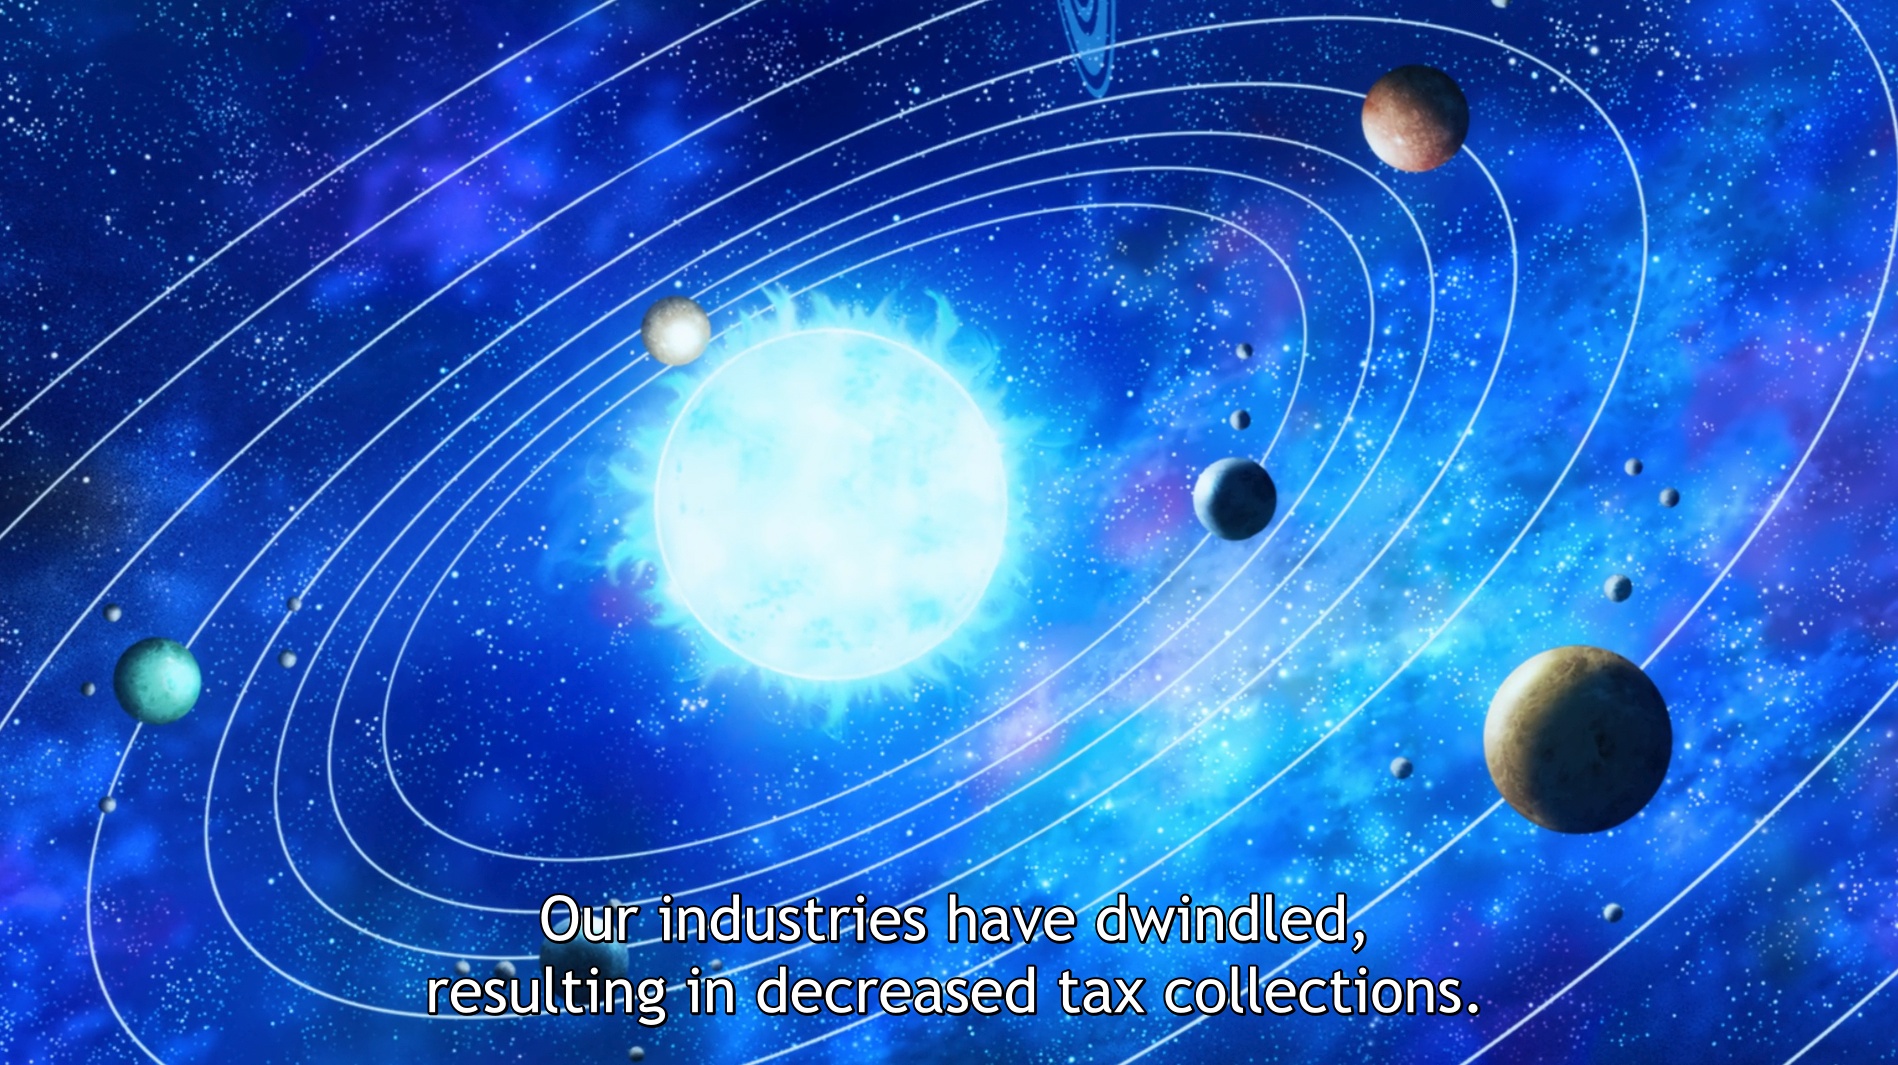 Our industries have dwindled,
resulting in decreased tax collections.